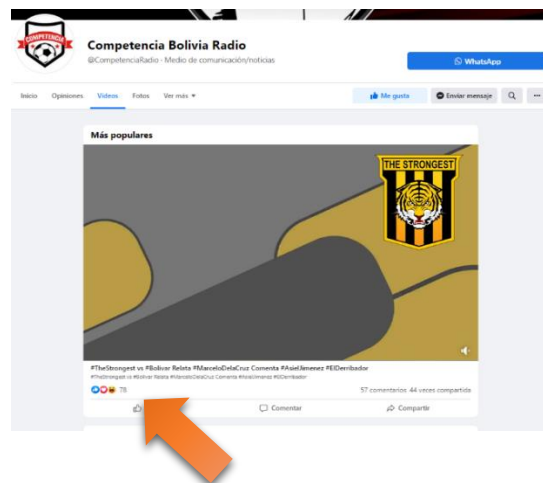 COMPETENCIA
Competencia Bolivia Radio
@CompetenciaRadio · Medio de comunicación/noticias
WhatsApp
Inicio Opiniones Videos Fotos Ver más
Me gusta Enviar mensaje
Más populares
THE STRONGEST
#TheStrongest vs #Bolivar Relata #MarceloDelaCruz Comenta #AsielJimenez #ElDerribador
#TheStrongest vs #Bolivar Relata #MarceloDelaCruz Comenta #AsielJimenez #ElDerribador
78 57 comentarios 44 veces compartida
Comentar Compartir